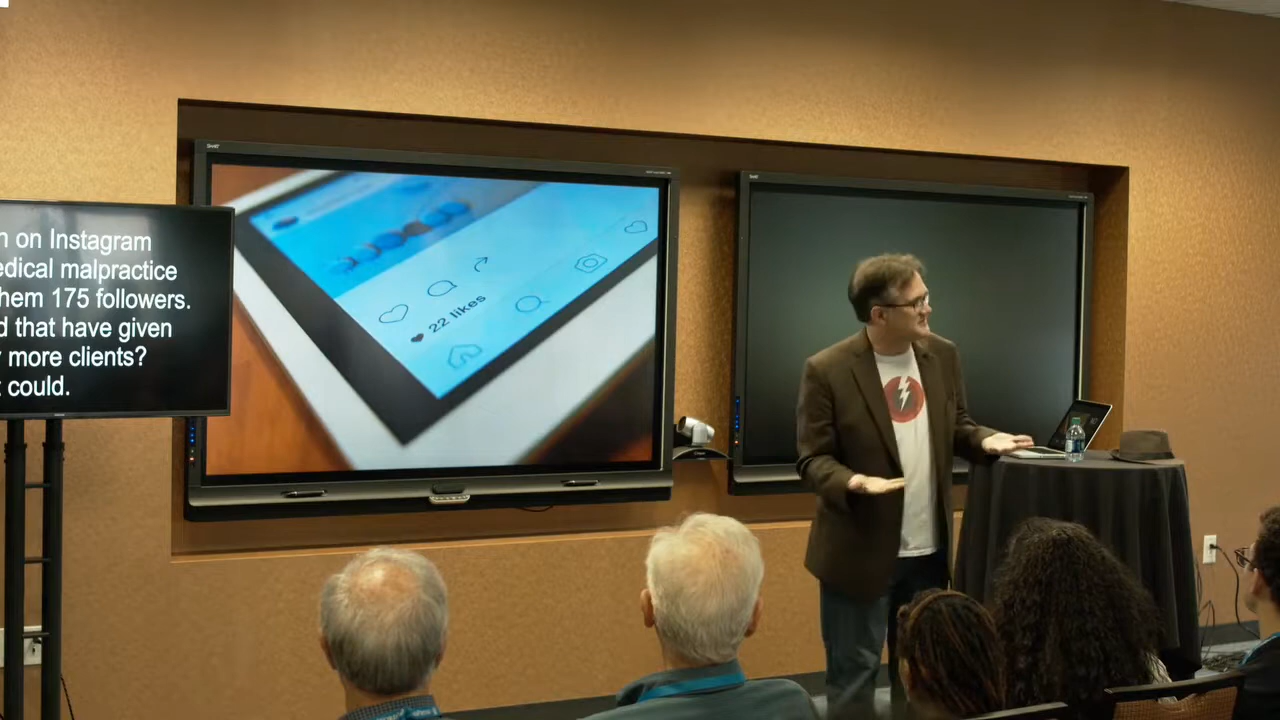 n on Instagram
edical malpractice
hem 175 followers.
d that have given
more clients?
could.
22 likes